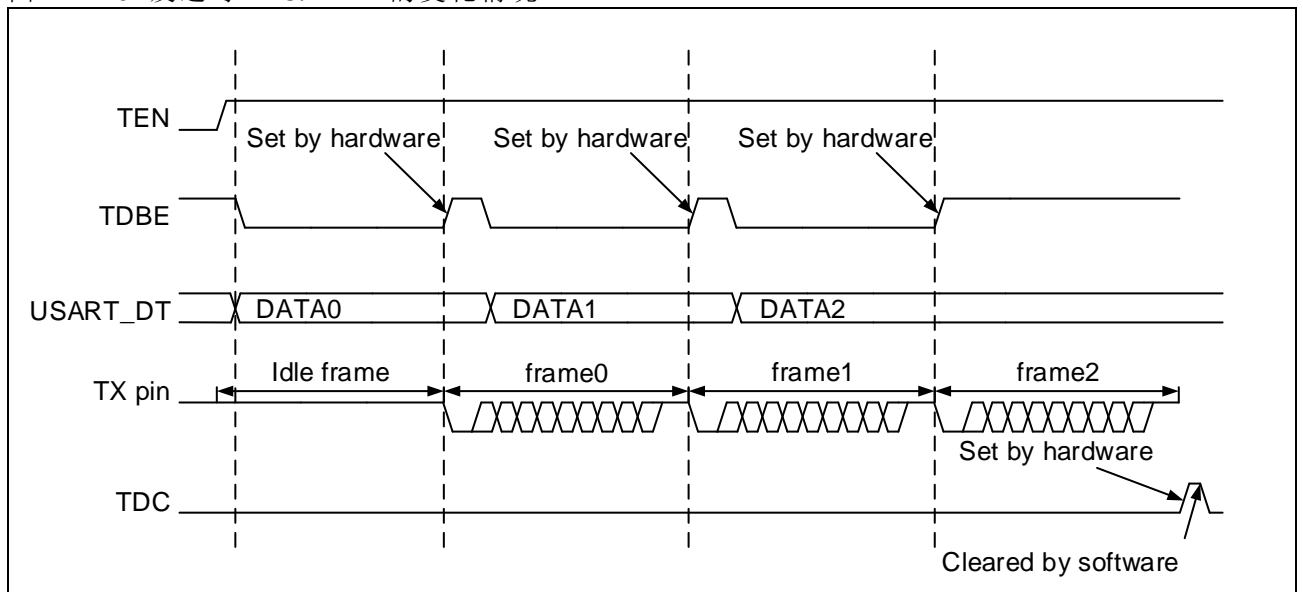 TEN
Set by hardware Set by hardware Set by hardware
TDBE
USART_DT DATA0 DATA1 DATA2
Idle frame frame0 frame1 frame2
TX pin
Set by hardware
TDC
Cleared by software